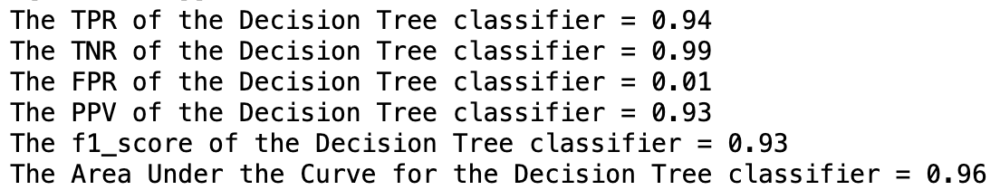 The TPR of the Decision Tree classifier = 0.94
The TNR of the Decision Tree classifier = 0.99
The FPR of the Decision Tree classifier = 0.01
The PPV of the Decision Tree classifier = 0.93
The f1_score of the Decision Tree classifier = 0.93
The Area Under the Curve for the Decision Tree classifier = 0.96